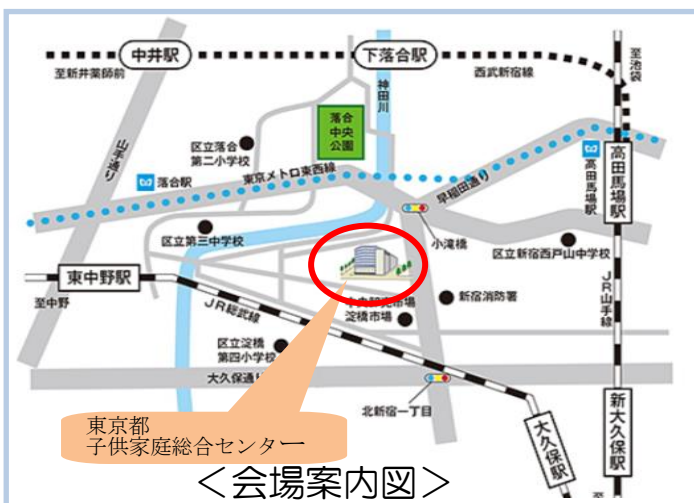 中井駅
下落合駅
至池袋
至新井薬師前
西武新宿線
神田川
山手通り
落合
中央
公園
区立落合
第二小学校
高田馬場駅
高田馬場駅
早稲田通り
落合駅
東京メトロ東西線
小滝橋
区立第三中学校
区立新宿西戸山中学校
東中野駅
至中野
JR総武線
JR山手線
新宿消防署
中央卸売市場
淀橋市場
区立淀橋
第四小学校
大久保通り
北新宿一丁目
大久保駅
新大久保駅
東京都
子供家庭総合センター
＜会場案内図＞